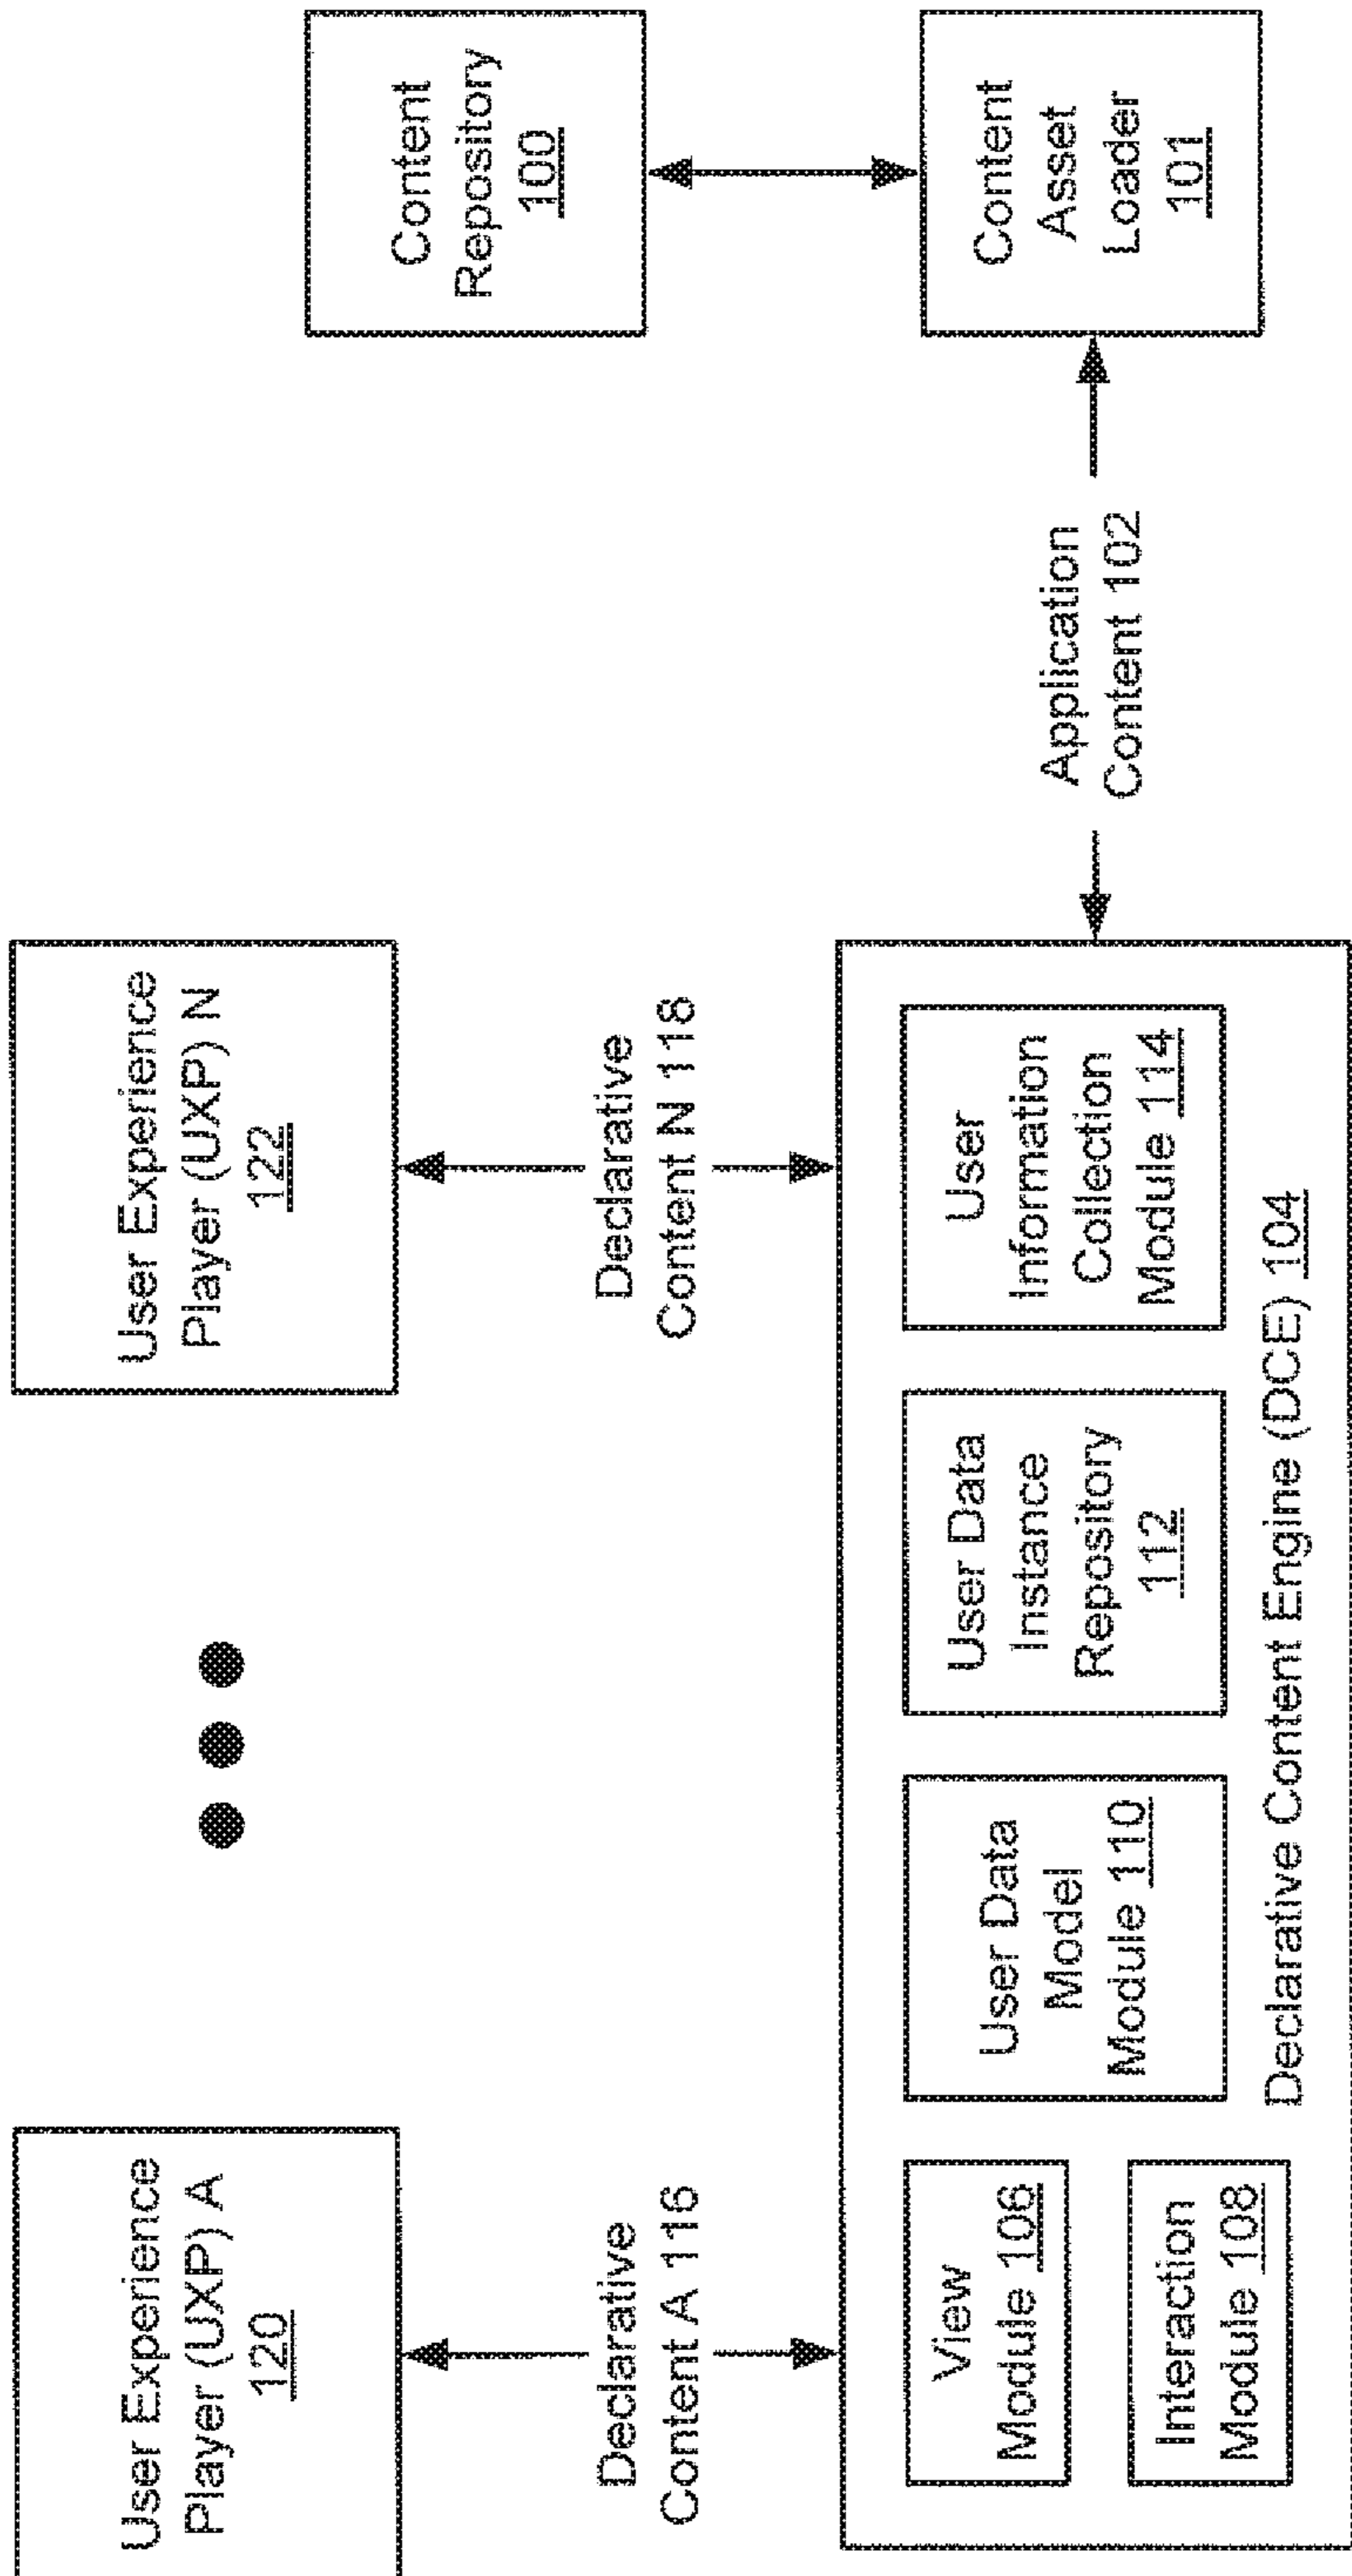 User Experience
Player (UXP) A
120
User Experience
Player (UXP) N
122
Content
Repository
100
Declarative
Content A 116
Declarative
Content N 118
View
Module 106
Interaction
Module 108
User Data
Model
Module 110
User Data
Instance
Repository
112
User
Information
Collection
Module 114
Declarative Content Engine (DCE) 104
Application
Content 102
Content
Asset
Loader
101